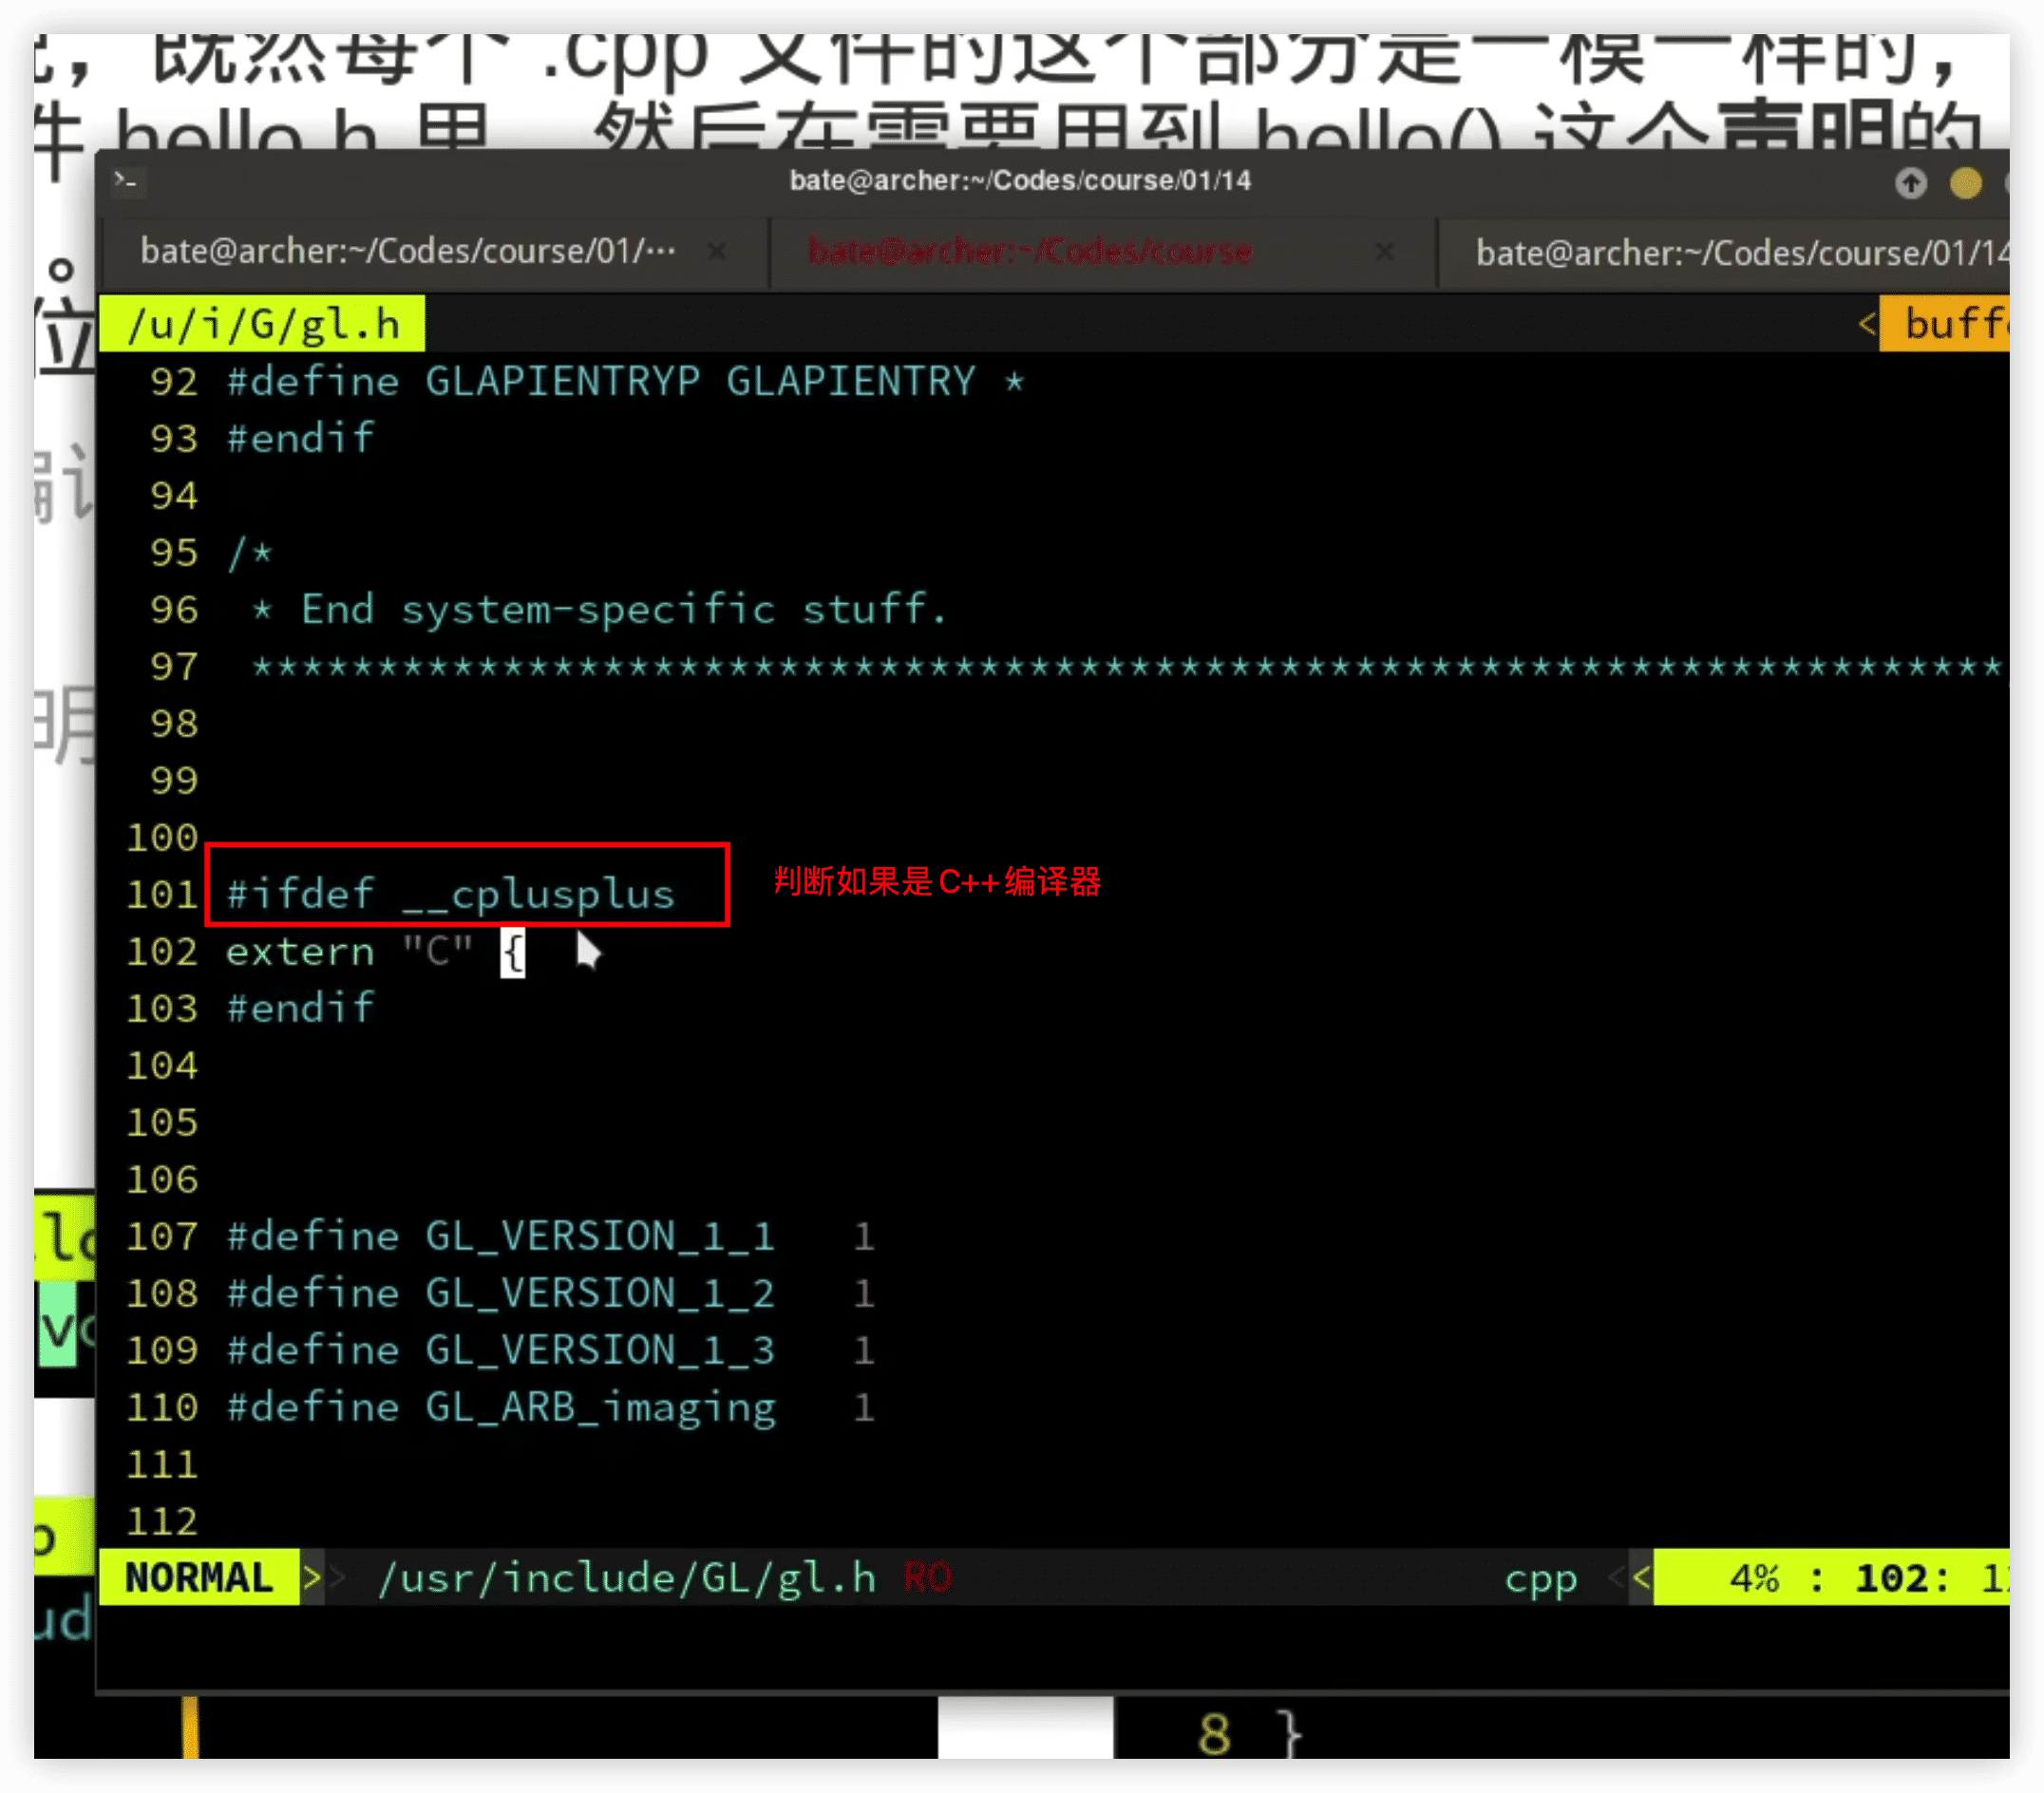 ，既然每个 .cpp 文件的这个部分是一模一样的，
件 hello.h 里，然后在需要用到 hello() 这个声明的
bate@archer:~/Codes/course/01/14
bate@archer:~/Codes/course/01/··· × bate@archer:~/Codes/course × bate@archer:~/Codes/course/01/14
/u/i/G/gl.h < buff
92 #define GLAPIENTRYP GLAPIENTRY *
93 #endif
94
95 /*
96 * End system-specific stuff.
97 **********************************************************************
98
99
100
101 #ifdef __cplusplus 判断如果是C++编译器
102 extern "C" {
103 #endif
104
105
106
107 #define GL_VERSION_1_1 1
108 #define GL_VERSION_1_2 1
109 #define GL_VERSION_1_3 1
110 #define GL_ARB_imaging 1
111
112
NORMAL >> /usr/include/GL/gl.h RO cpp << 4% : 102: 1
8 }